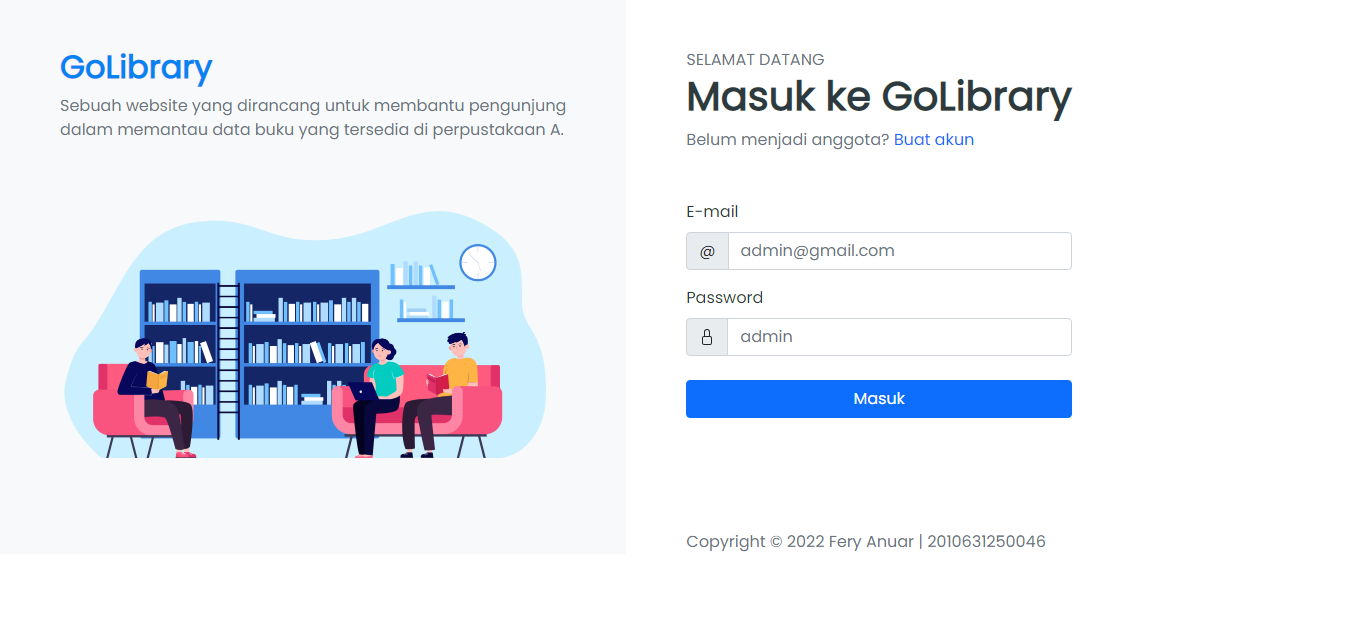 GoLibrary
Sebuah website yang dirancang untuk membantu pengunjung
dalam memantau data buku yang tersedia di perpustakaan A.
SELAMAT DATANG
Masuk ke GoLibrary
Belum menjadi anggota? Buat akun
E-mail
@ admin@gmail.com
Password
admin
Masuk
Copyright © 2022 Fery Anuar | 2010631250046